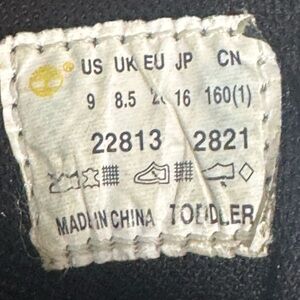 US UK EU JP CN
9 8.5 16 160(1)
22813 2821
MADE IN CHINA TODDLER